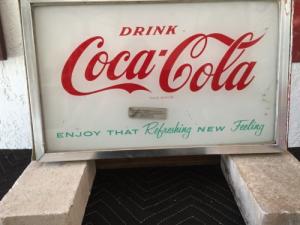 DRINK
Coca-Cola
ENJOY THAT Refreshing NEW Feeling